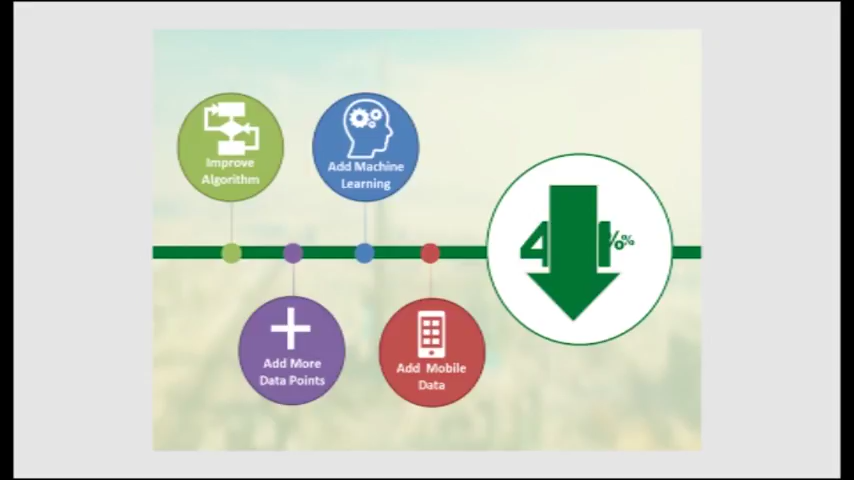 Improve
Algorithm
Add Machine
Learning
Add More
Data Points
Add Mobile
Data